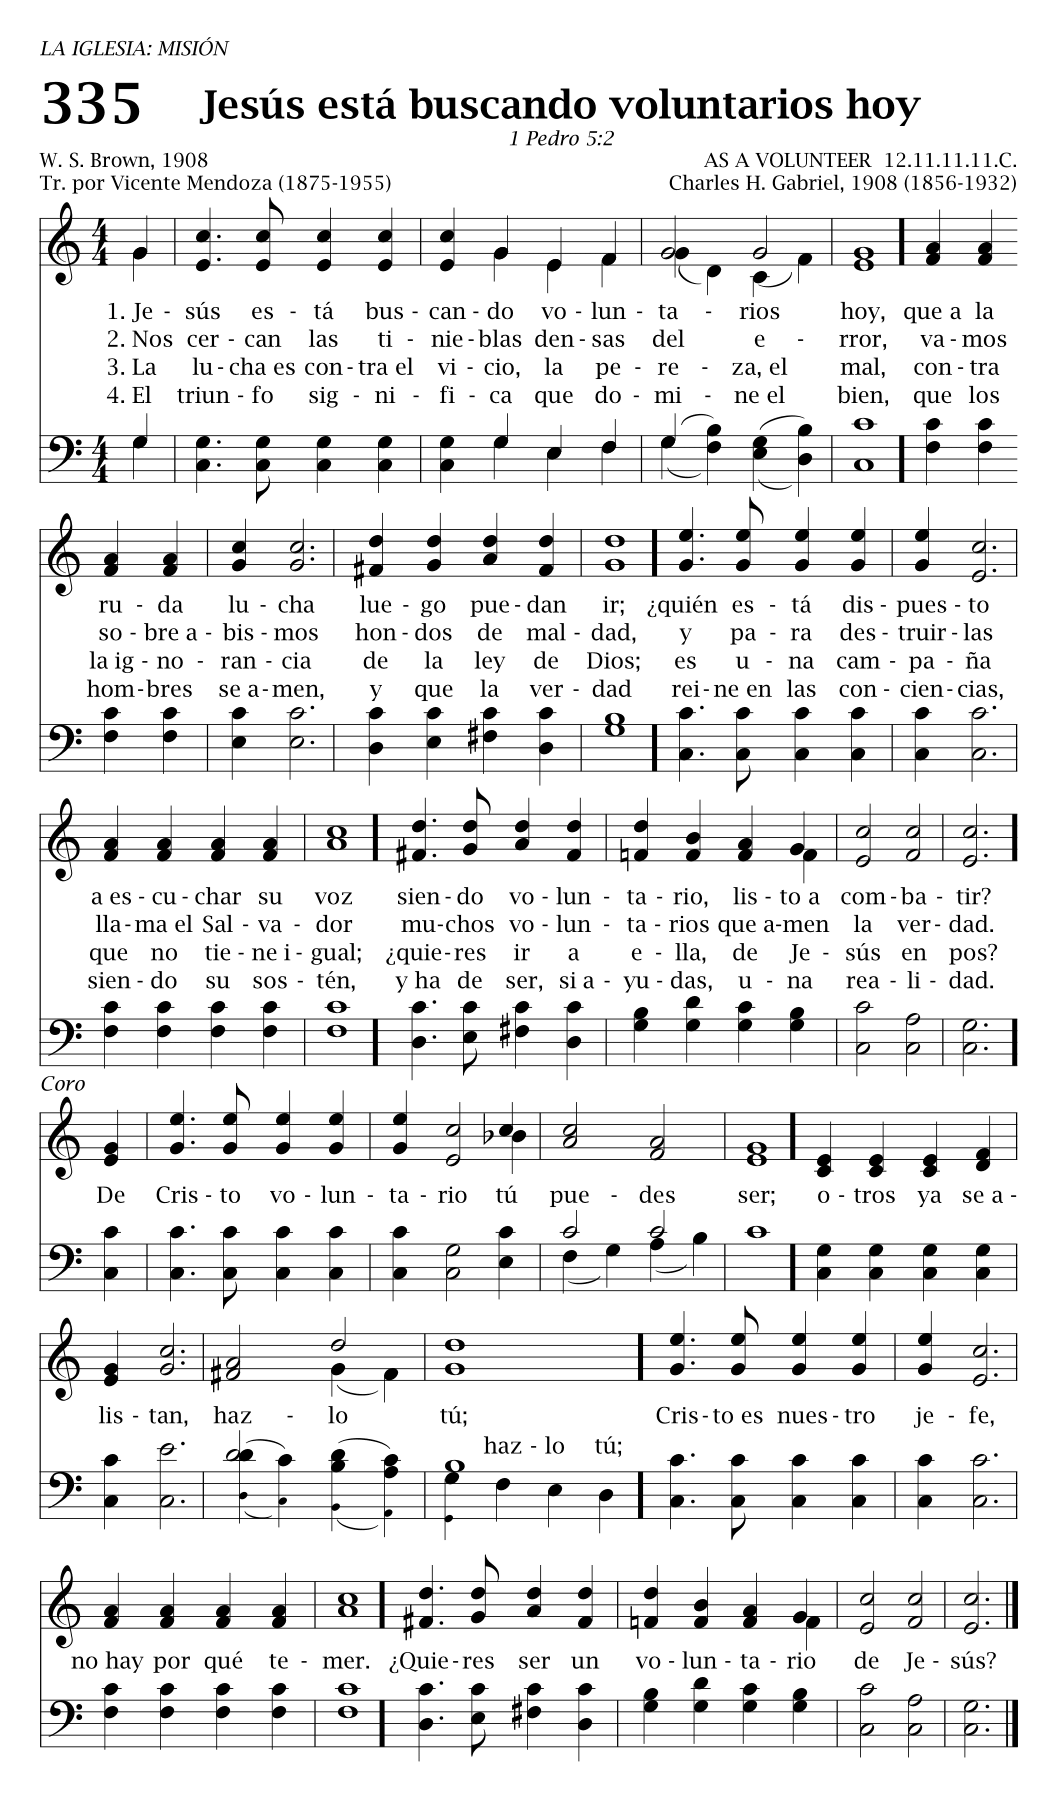 LA IGLESIA: MISIÓN
335 Jesús está buscando voluntarios hoy
1 Pedro 5:2
W. S. Brown, 1908 AS A VOLUNTEER 12.11.11.11.C.
Tr. por Vicente Mendoza (1875-1955) Charles H. Gabriel, 1908 (1856-1932)
1. Je - sús es - tá bus - can - do vo - lun - ta - rios hoy, que a la
2. Nos cer - can las ti - nie - blas den - sas del e - rror, va - mos
3. La lu - cha es con - tra el vi - cio, la pe - re - za, el mal, con - tra
4. El triun - fo sig - ni - fi - ca que do - mi - ne el bien, que los
ru - da lu - cha lue - go pue - dan ir; ¿quién es - tá dis - pues - to
so - bre a - bis - mos hon - dos de mal - dad, y pa - ra des - truir - las
la ig - no - ran - cia de la ley de Dios; es u - na cam - pa - ña
hom - bres se a - men, y que la ver - dad rei - ne en las con - cien - cias,
a es - cu - char su voz sien - do vo - lun - ta - rio, lis - to a com - ba - tir?
lla - ma el Sal - va - dor mu - chos vo - lun - ta - rios que a - men la ver - dad.
que no tie - ne i - gual; ¿quie - res ir a e - lla, de Je - sús en pos?
sien - do su sos - tén, y ha de ser, si a - yu - das, u - na rea - li - dad.
Coro
De Cris - to vo - lun - ta - rio tú pue - des ser; o - tros ya se a -
lis - tan, haz - lo tú; Cris - to es nues - tro je - fe,
haz - lo tú;
no hay por qué te - mer. ¿Quie - res ser un vo - lun - ta - rio de Je - sús?